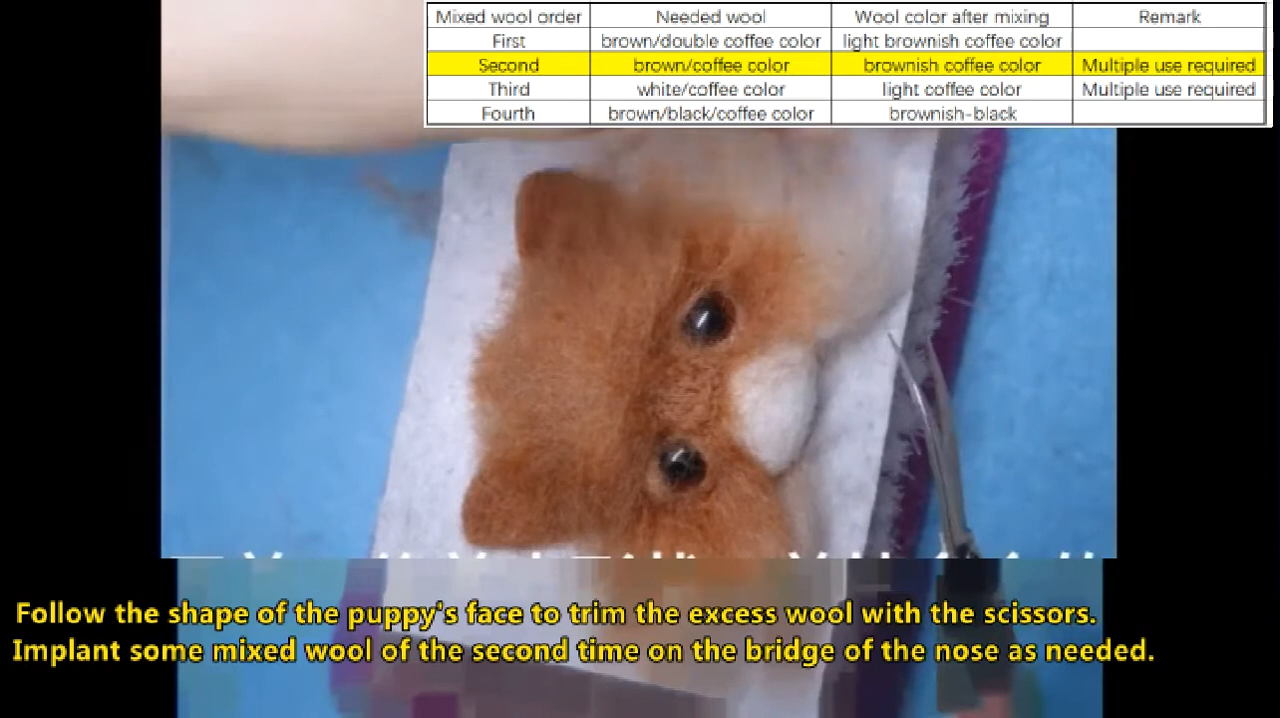 Mixed wool order Needed wool Wool color after mixing Remark
First brown/double coffee color light brownish coffee color
Second brown/coffee color brownish coffee color Multiple use required
Third white/coffee color light coffee color Multiple use required
Fourth brown/black/coffee color brownish-black
Follow the shape of the puppy's face to trim the excess wool with the scissors.
Implant some mixed wool of the second time on the bridge of the nose as needed.